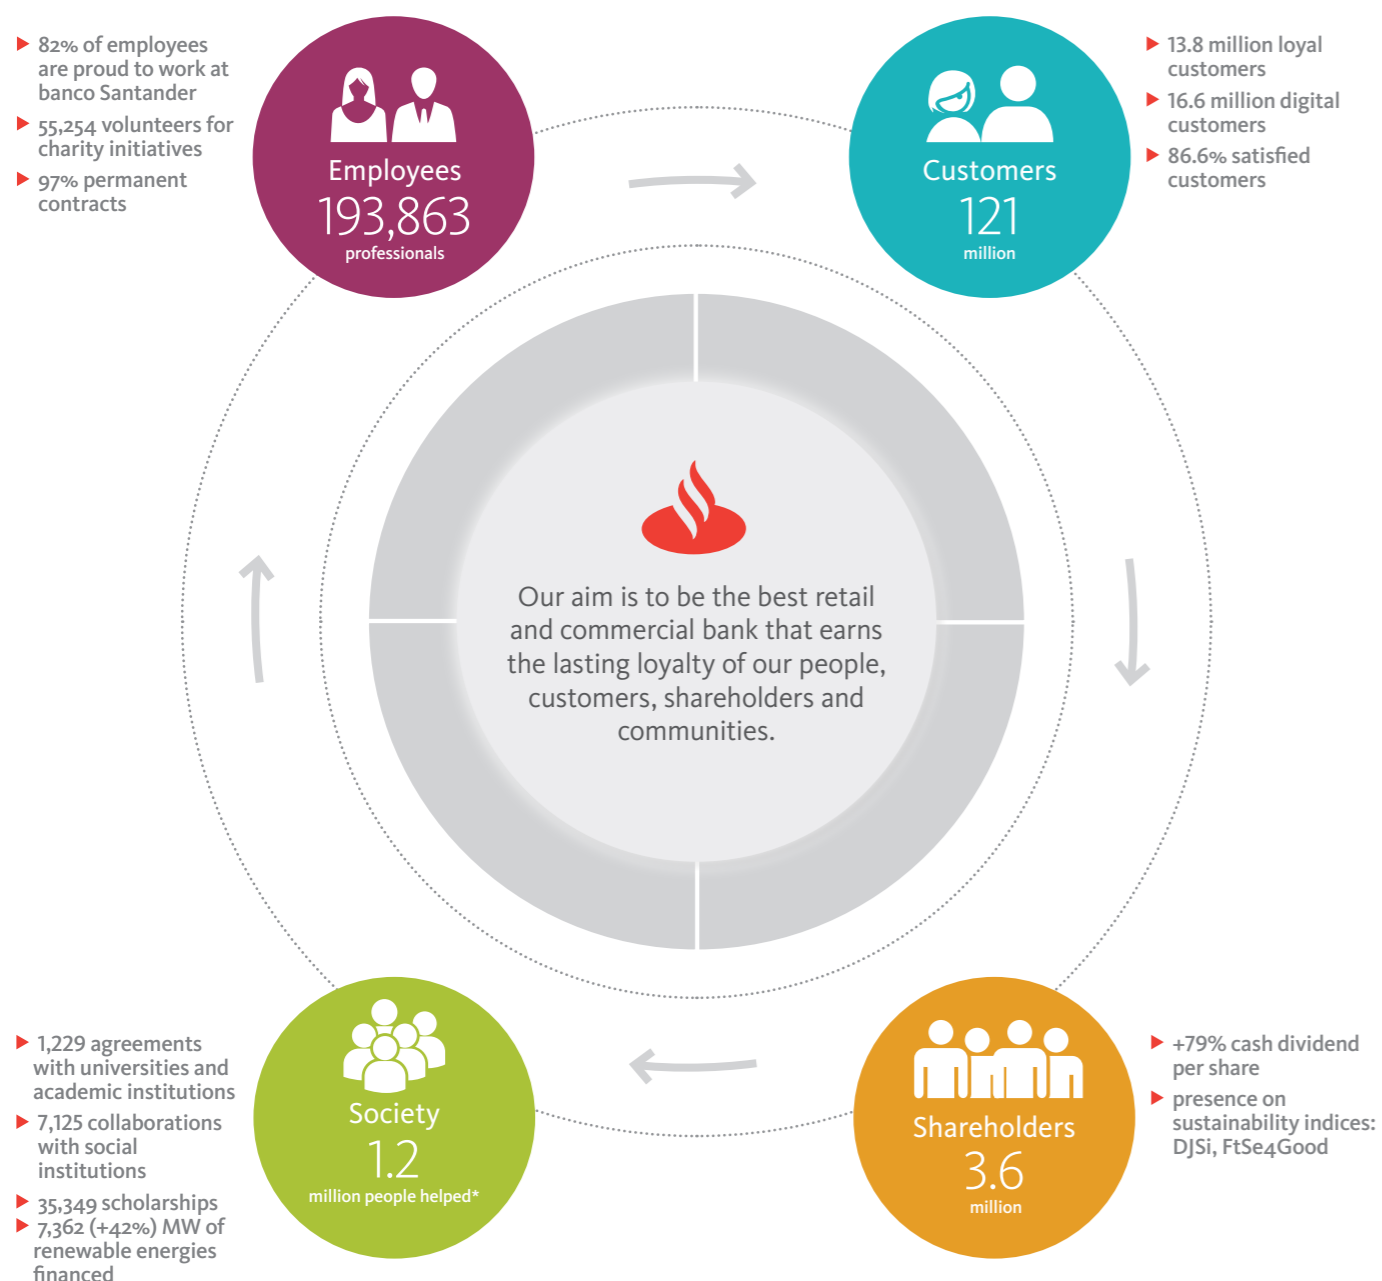 82% of employees
are proud to work at
banco Santander
55,254 volunteers for
charity initiatives
97% permanent
contracts
Employees
193,863
professionals
Customers
121
million
13.8 million loyal
customers
16.6 million digital
customers
86.6% satisfied
customers
Our aim is to be the best retail
and commercial bank that earns
the lasting loyalty of our people,
customers, shareholders and
communities.
1,229 agreements
with universities and
academic institutions
7,125 collaborations
with social
institutions
35,349 scholarships
7,362 (+42%) MW of
renewable energies
financed
Society
1.2
million people helped*
Shareholders
3.6
million
+79% cash dividend
per share
presence on
sustainability indices:
DJSi, FtSe4Good